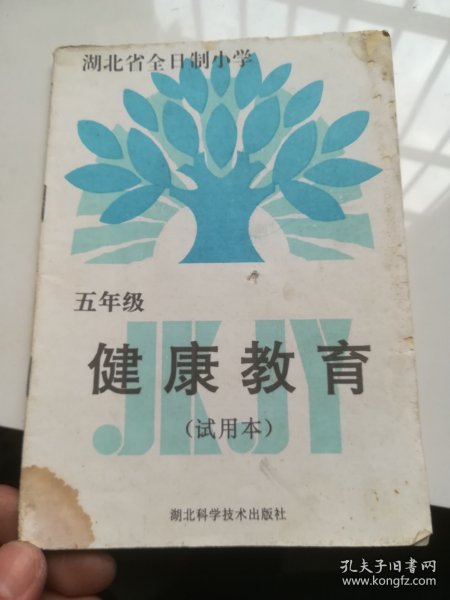 湖北省全日制小学
五年级
JKJY
健康教育
（试用本）
湖北科学技术出版社
孔夫子旧书网
www.kongfz.com